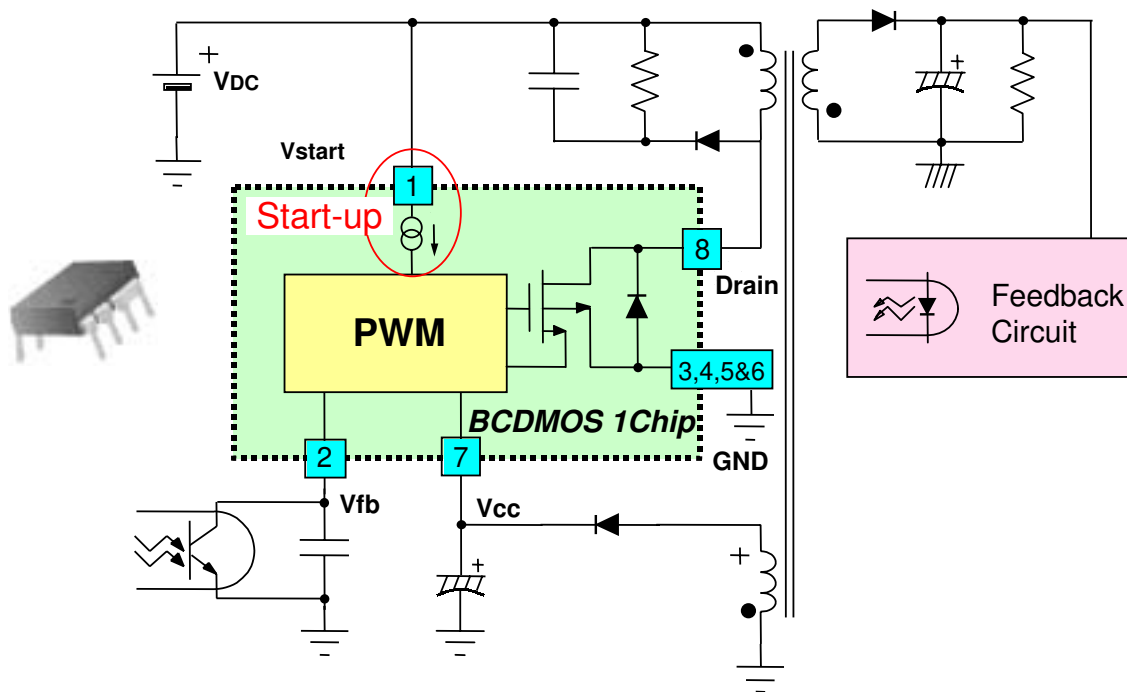 +
VDC
Vstart
1
Start-up
8
Drain
PWM
3,4,5&6
BCDMOS 1Chip
GND
2
7
Vfb
Vcc
+
+
+
Feedback
Circuit